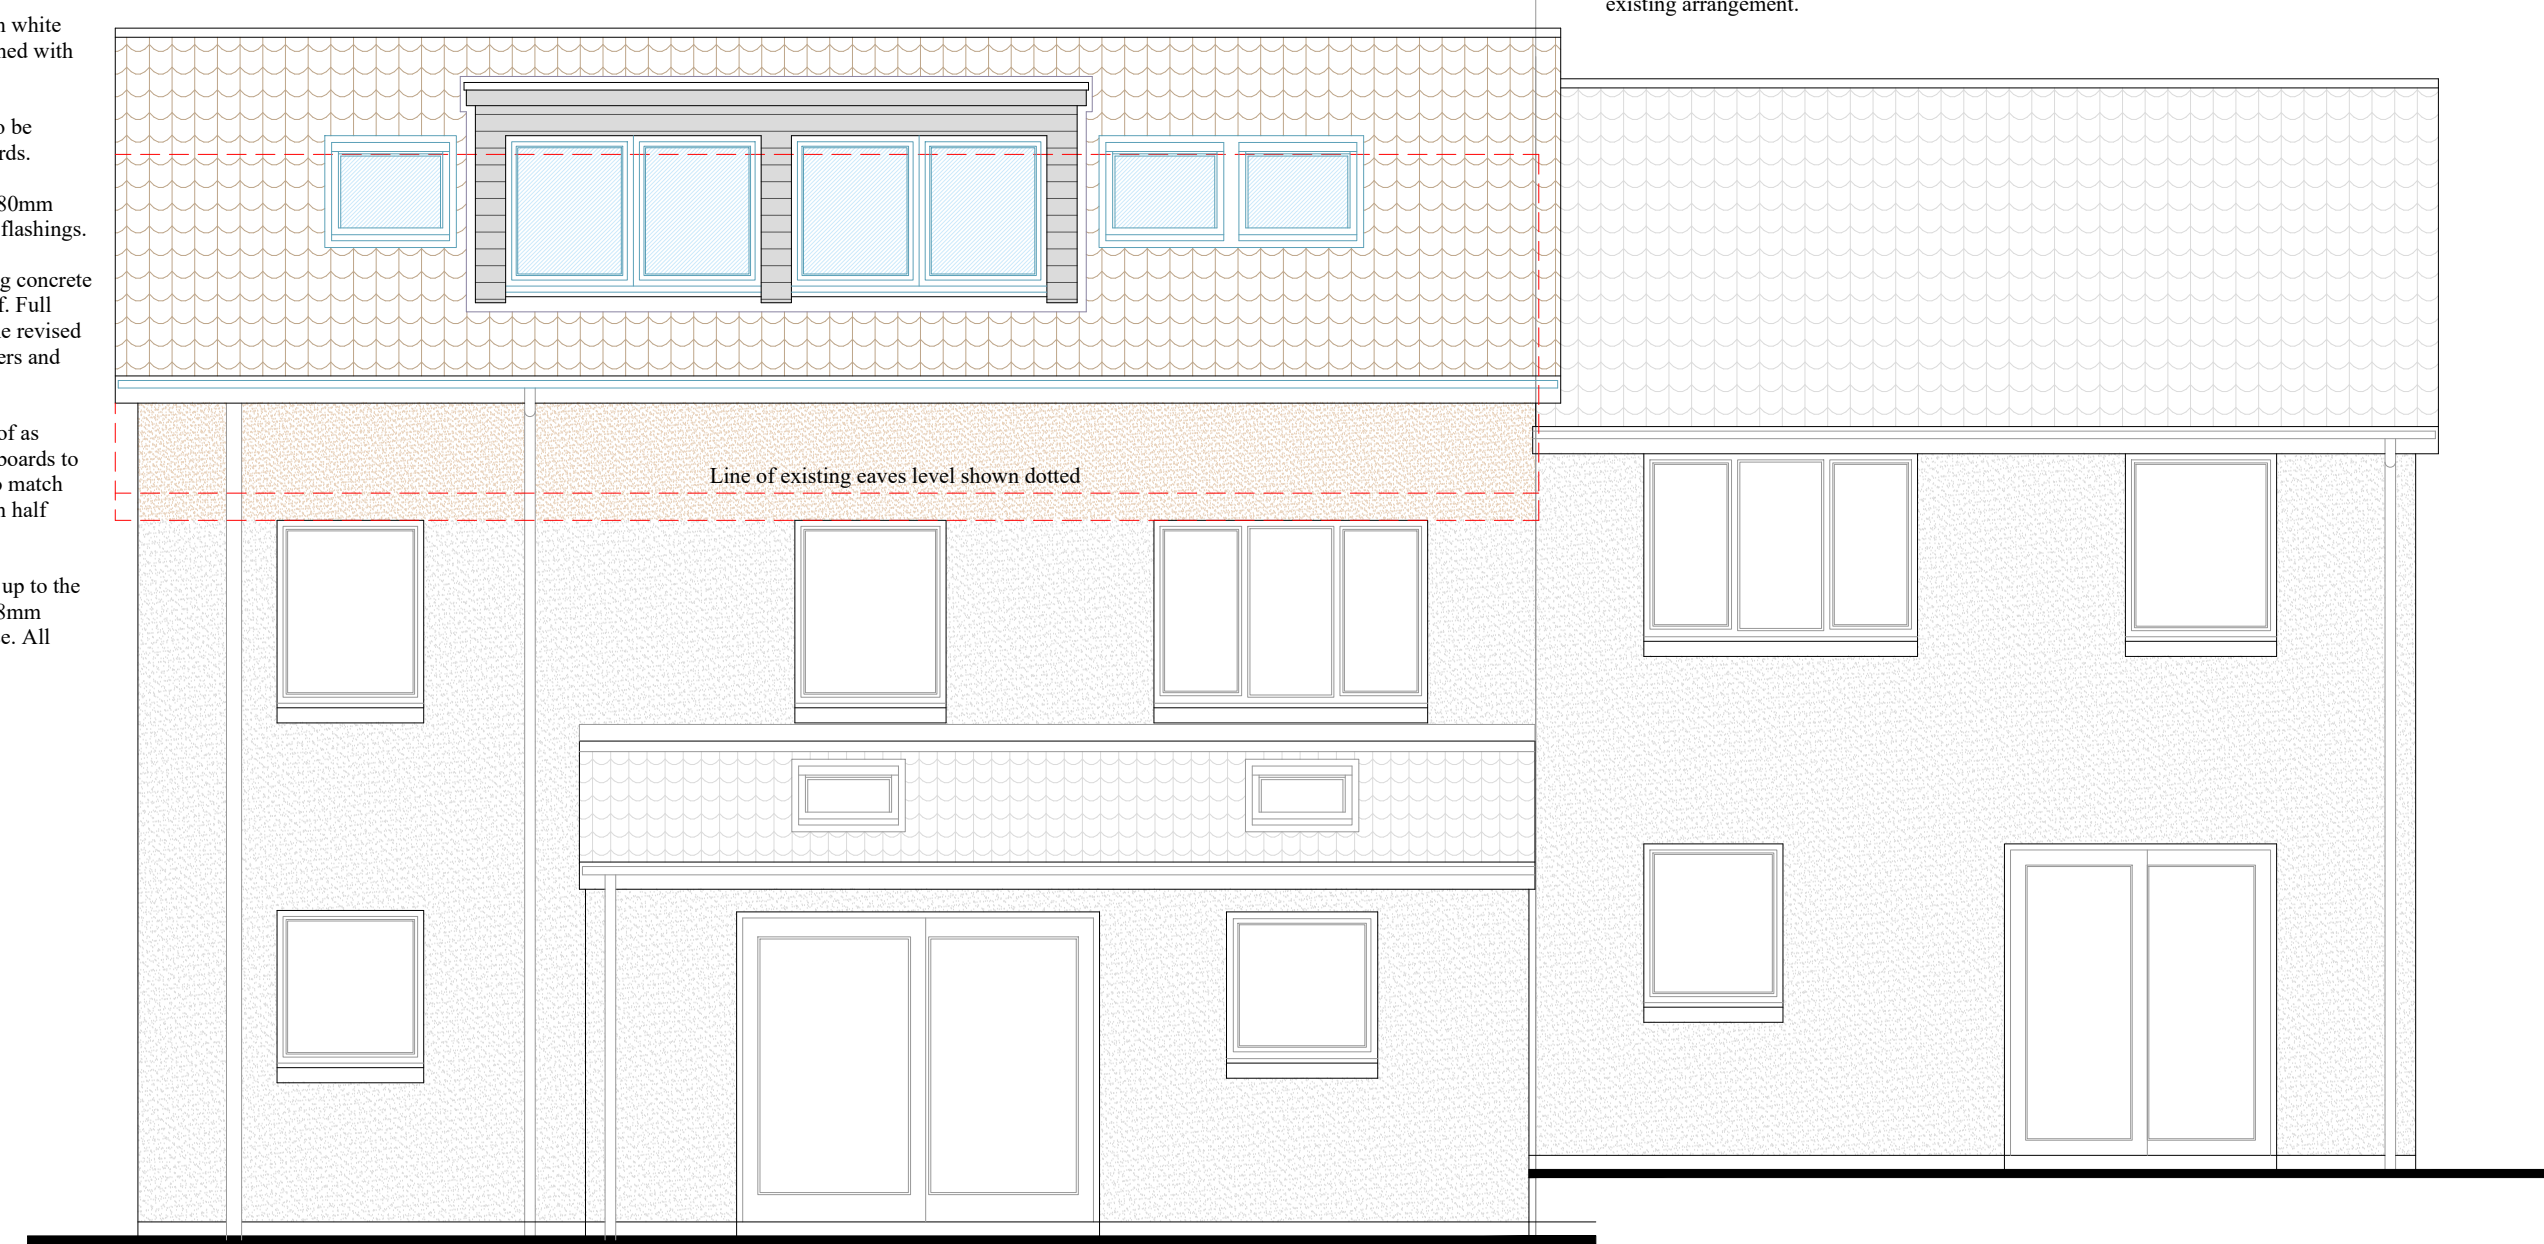 n white
ned with
o be
rds.
80mm
flashings.
g concrete
f. Full
e revised
ers and
of as
boards to
o match
n half
up to the
8mm
e. All
existing arrangement.
Line of existing eaves level shown dotted